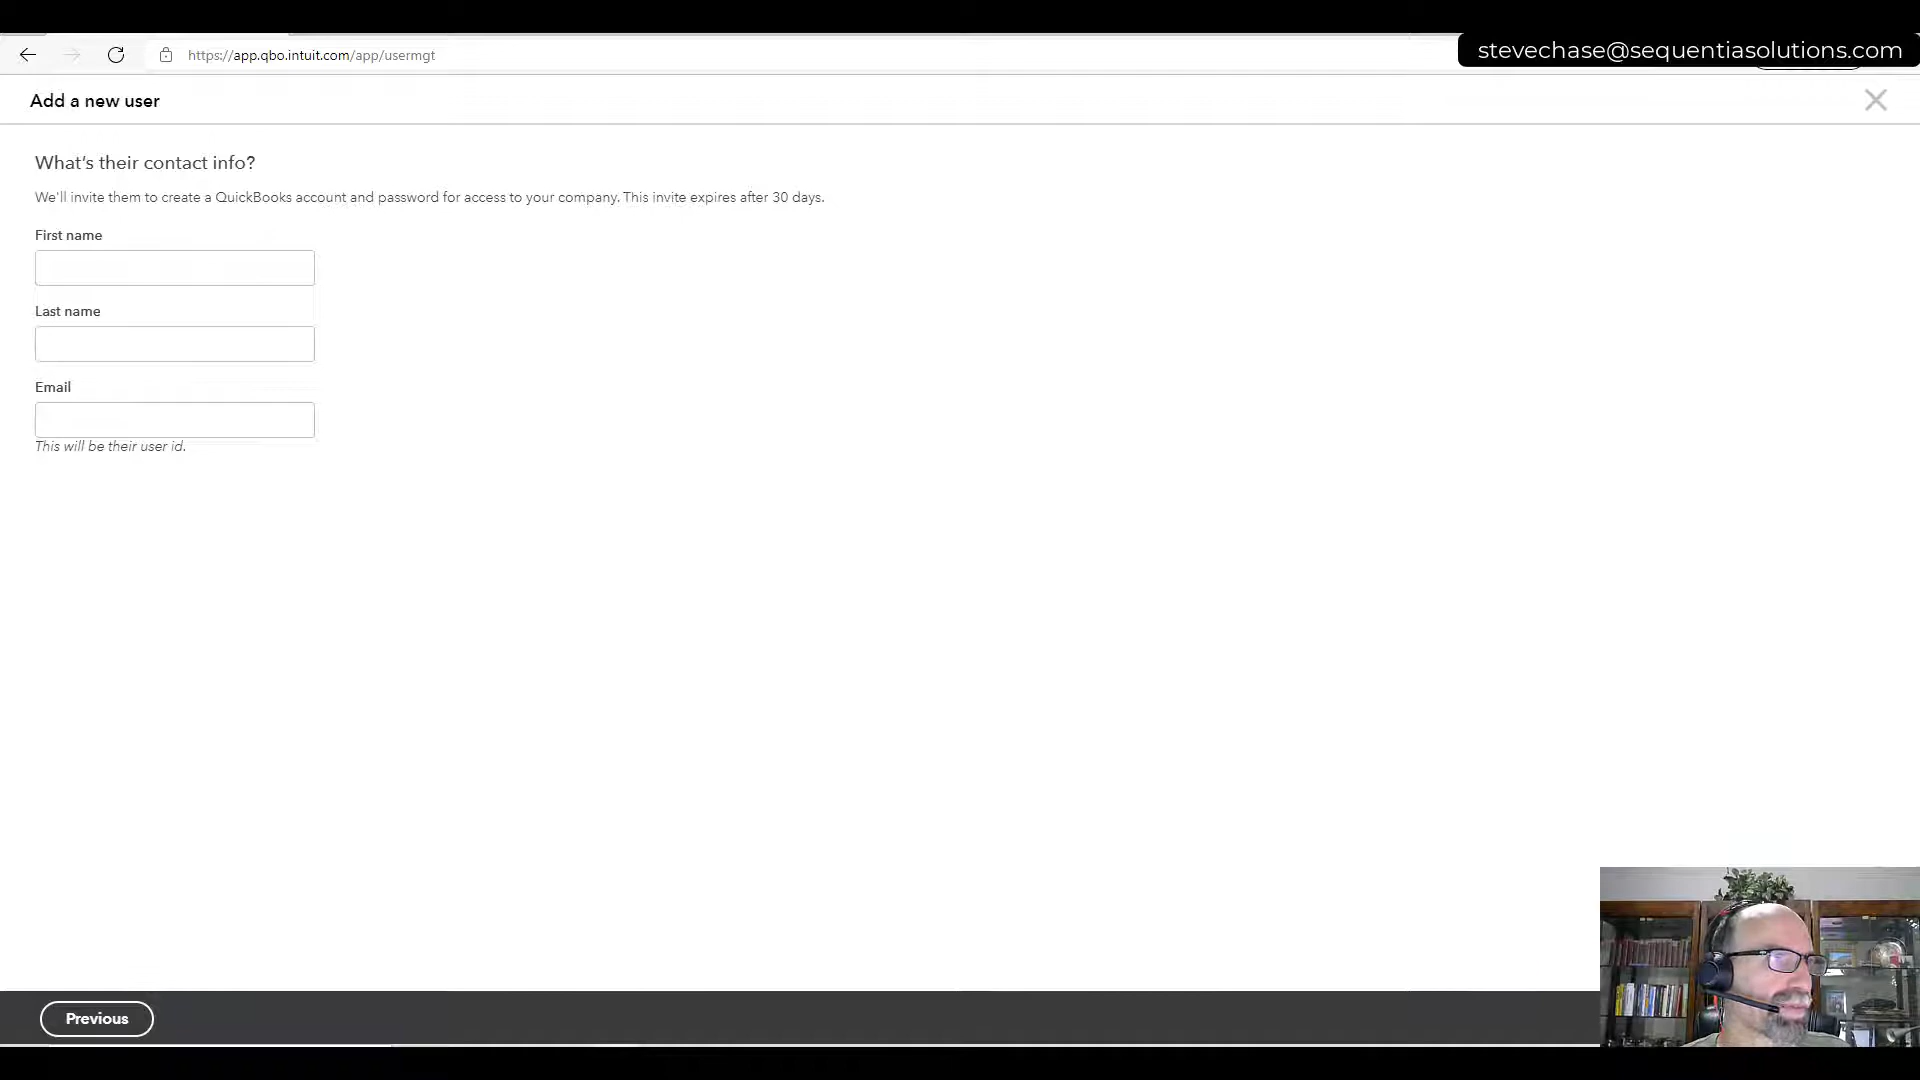 https://app.qbo.intuit.com/app/usermgt
stevechase@sequentiasolutions.com
Add a new user
What's their contact info?
We'll invite them to create a QuickBooks account and password for access to your company. This invite expires after 30 days.
First name
Last name
Email
This will be their user id.
Previous